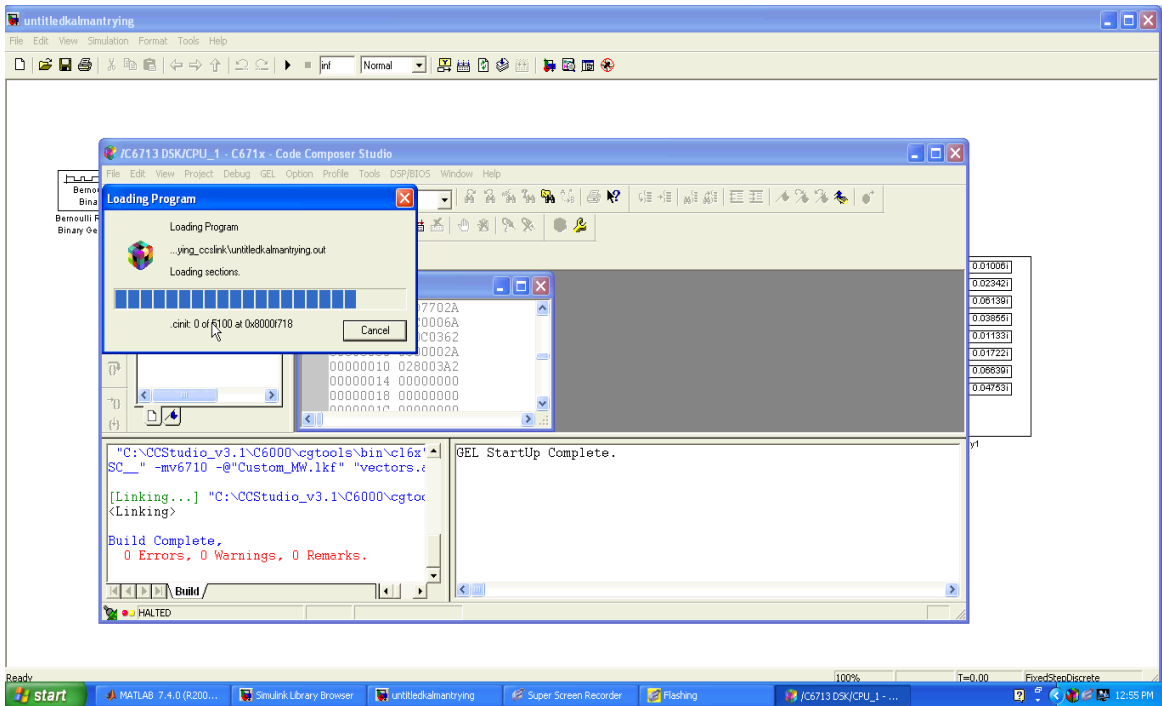 untitledkalmantrying
File Edit View Simulation Format Tools Help
inf Normal
/C6713 DSK/CPU_1 - C671x - Code Composer Studio
File Edit View Project Debug GEL Option Profile Tools DSP/BIOS Window Help
Loading Program
Loading Program
...ying_ccslink\untitledkalmantrying.out
Loading sections.
.cinit: 0 of 5100 at 0x8000f718
Cancel
Bina
Bernoulli
Binary Ge
7702A
0006A
C0362
0000002A
00000010 028003A2
00000014 00000000
00000018 00000000
0000001C 00000000
0.01006i
0.02342i
0.06139i
0.03855i
0.01133i
0.01722i
0.06639i
0.04753i
y1
"C:\CCStudio_v3.1\C6000\cgtools\bin\cl6x"
SC__" -mv6710 -@"Custom_MW.lkf" "vectors.a
[Linking...] "C:\CCStudio_v3.1\C6000\cgtoo
<Linking>
Build Complete,
0 Errors, 0 Warnings, 0 Remarks.
Build
GEL StartUp Complete.
HALTED
Ready 100% T=0.00 FixedStepDiscrete
start MATLAB 7.4.0 (R200... Simulink Library Browser untitledkalmantrying Super Screen Recorder Flashing /C6713 DSK/CPU_1 - ... 12:55 PM